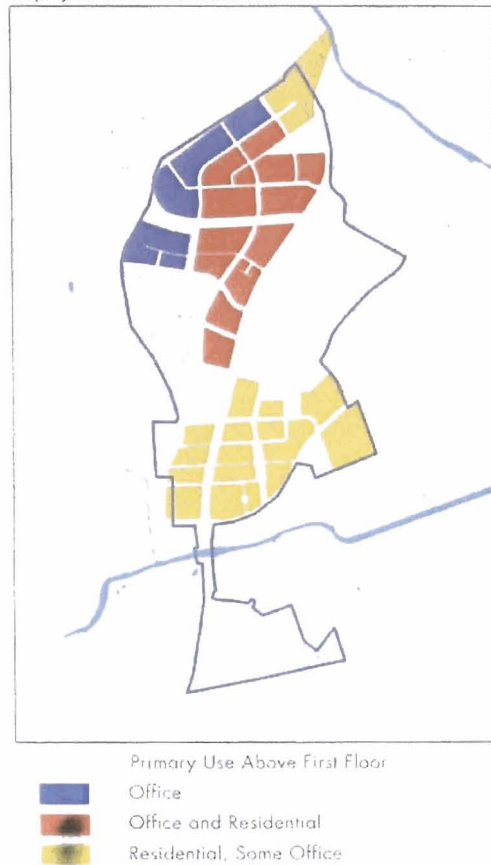 Primary Use Above First Floor
Office
Office and Residential
Residential, Some Office